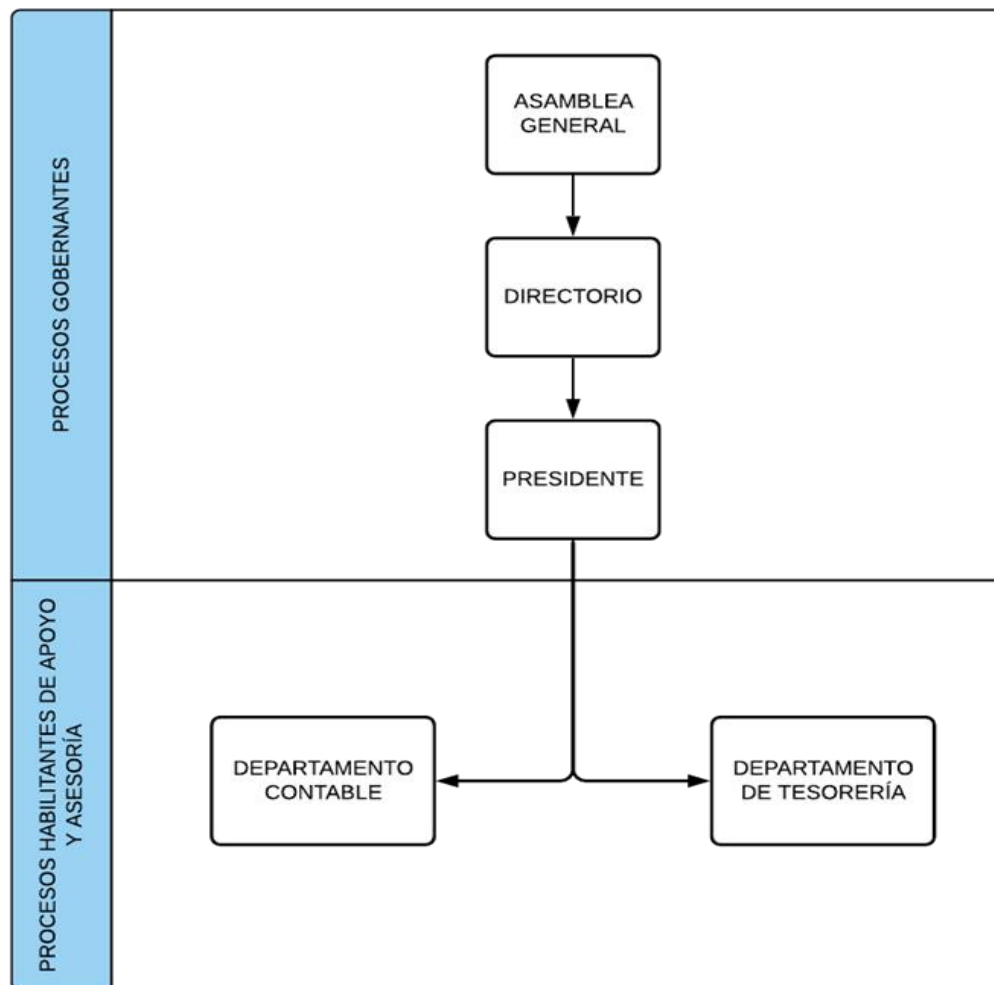 PROCESOS GOBERNANTES
ASAMBLEA
GENERAL
DIRECTORIO
PRESIDENTE
PROCESOS HABILITANTES DE APOYO
Y ASESORÍA
DEPARTAMENTO
CONTABLE
DEPARTAMENTO
DE TESORERÍA